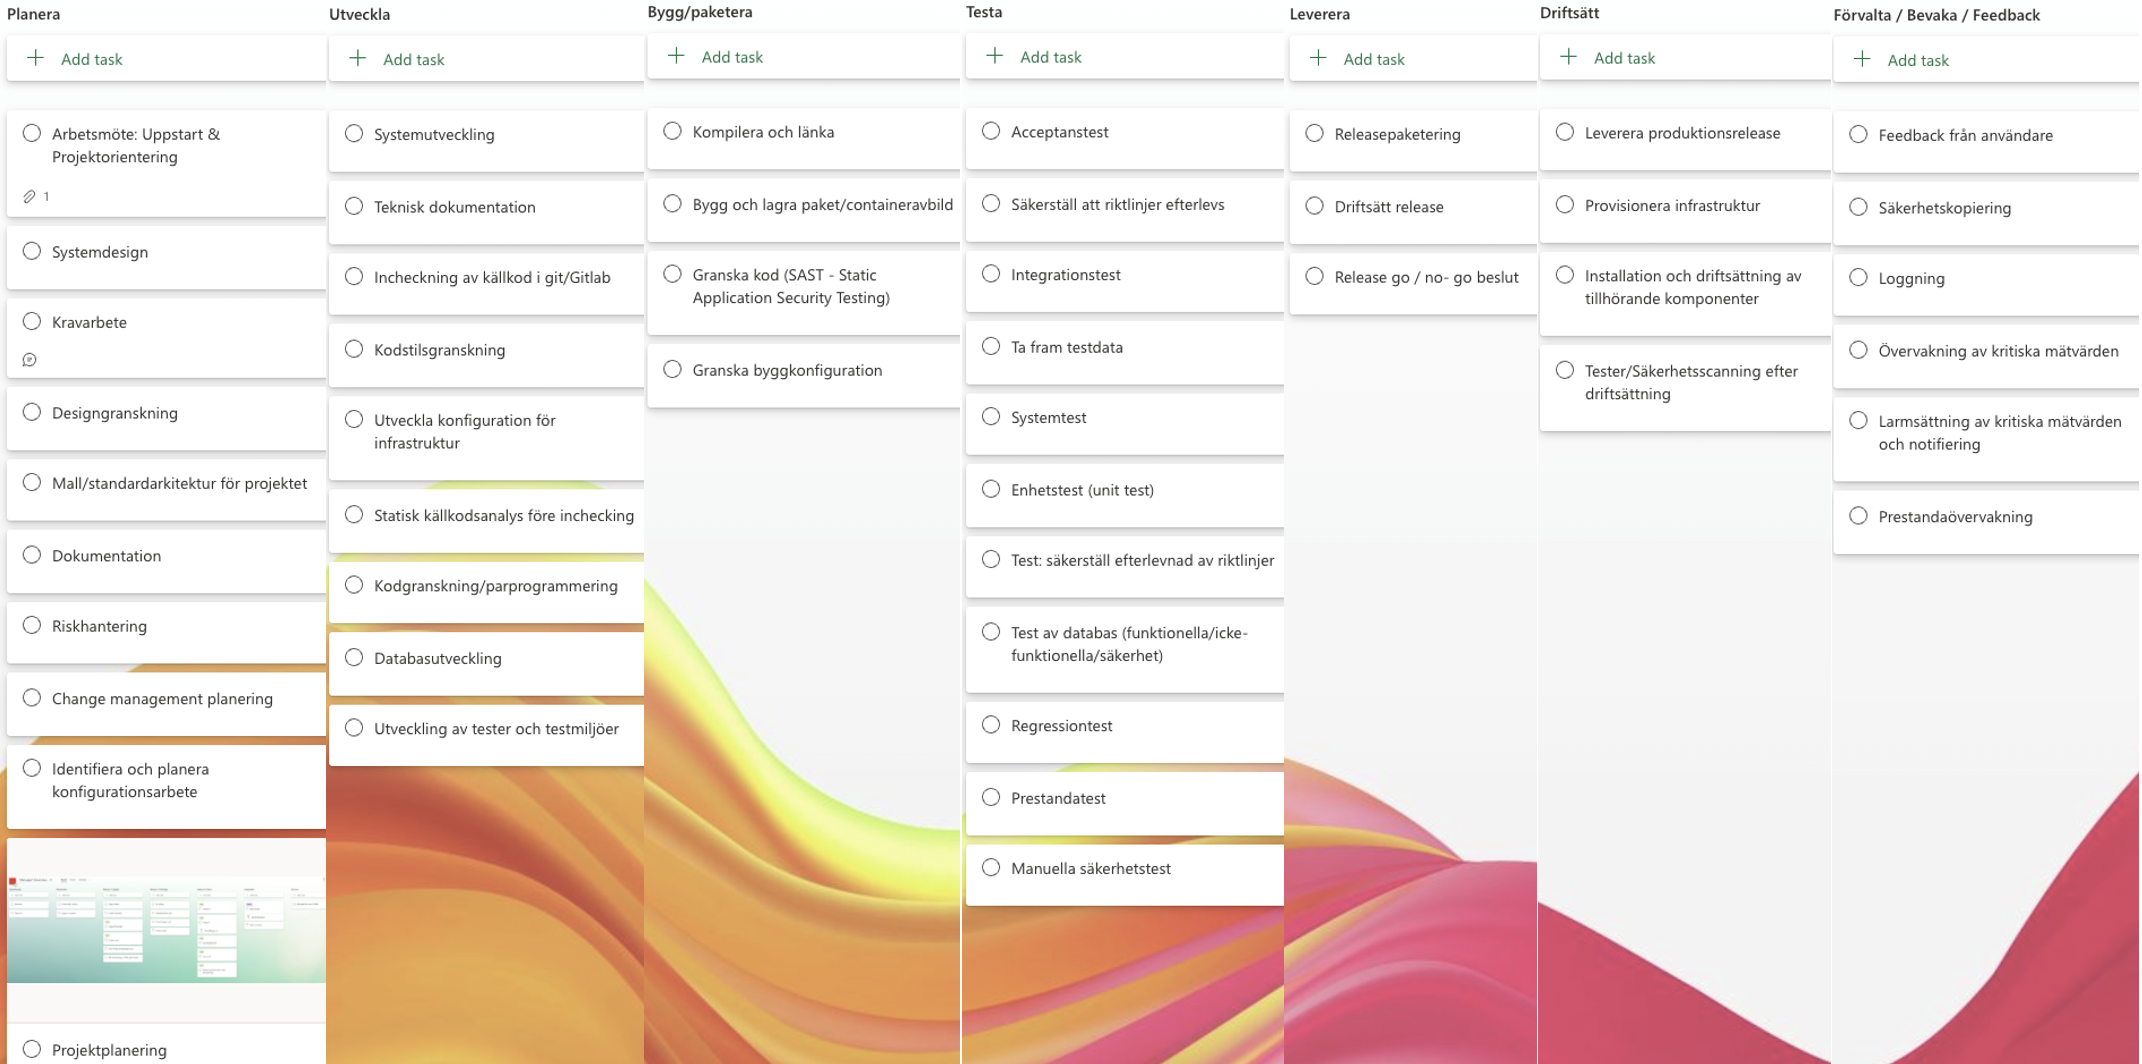 Planera
Add task
Arbetsmöte: Uppstart &
Projektorientering
1
Systemdesign
Kravarbete
Designgranskning
Mall/standardarkitektur för projektet
Dokumentation
Riskhantering
Change management planering
Identifiera och planera
konfigurationsarbete
Projektplanering
Utveckla
Add task
Systemutveckling
Teknisk dokumentation
Incheckning av källkod i git/Gitlab
Kodstilsgranskning
Utveckla konfiguration för
infrastruktur
Statisk källkodsanalys före inchecking
Kodgranskning/parprogrammering
Databasutveckling
Utveckling av tester och testmiljöer
Bygg/paketera
Add task
Kompilera och länka
Bygg och lagra paket/containeravbild
Granska kod (SAST - Static
Application Security Testing)
Granska byggkonfiguration
Testa
Add task
Acceptanstest
Säkerställ att riktlinjer efterlevs
Integrationstest
Ta fram testdata
Systemtest
Enhetstest (unit test)
Test: säkerställ efterlevnad av riktlinjer
Test av databas (funktionella/icke-
funktionella/säkerhet)
Regressiontest
Prestandatest
Manuella säkerhetstest
Leverera
Add task
Releasepaketering
Driftsätt release
Release go / no- go beslut
Driftsätt
Add task
Leverera produktionsrelease
Provisionera infrastruktur
Installation och driftsättning av
tillhörande komponenter
Tester/Säkerhetsscanning efter
driftsättning
Förvalta / Bevaka / Feedback
Add task
Feedback från användare
Säkerhetskopiering
Loggning
Övervakning av kritiska mätvärden
Larmsättning av kritiska mätvärden
och notifiering
Prestandaövervakning